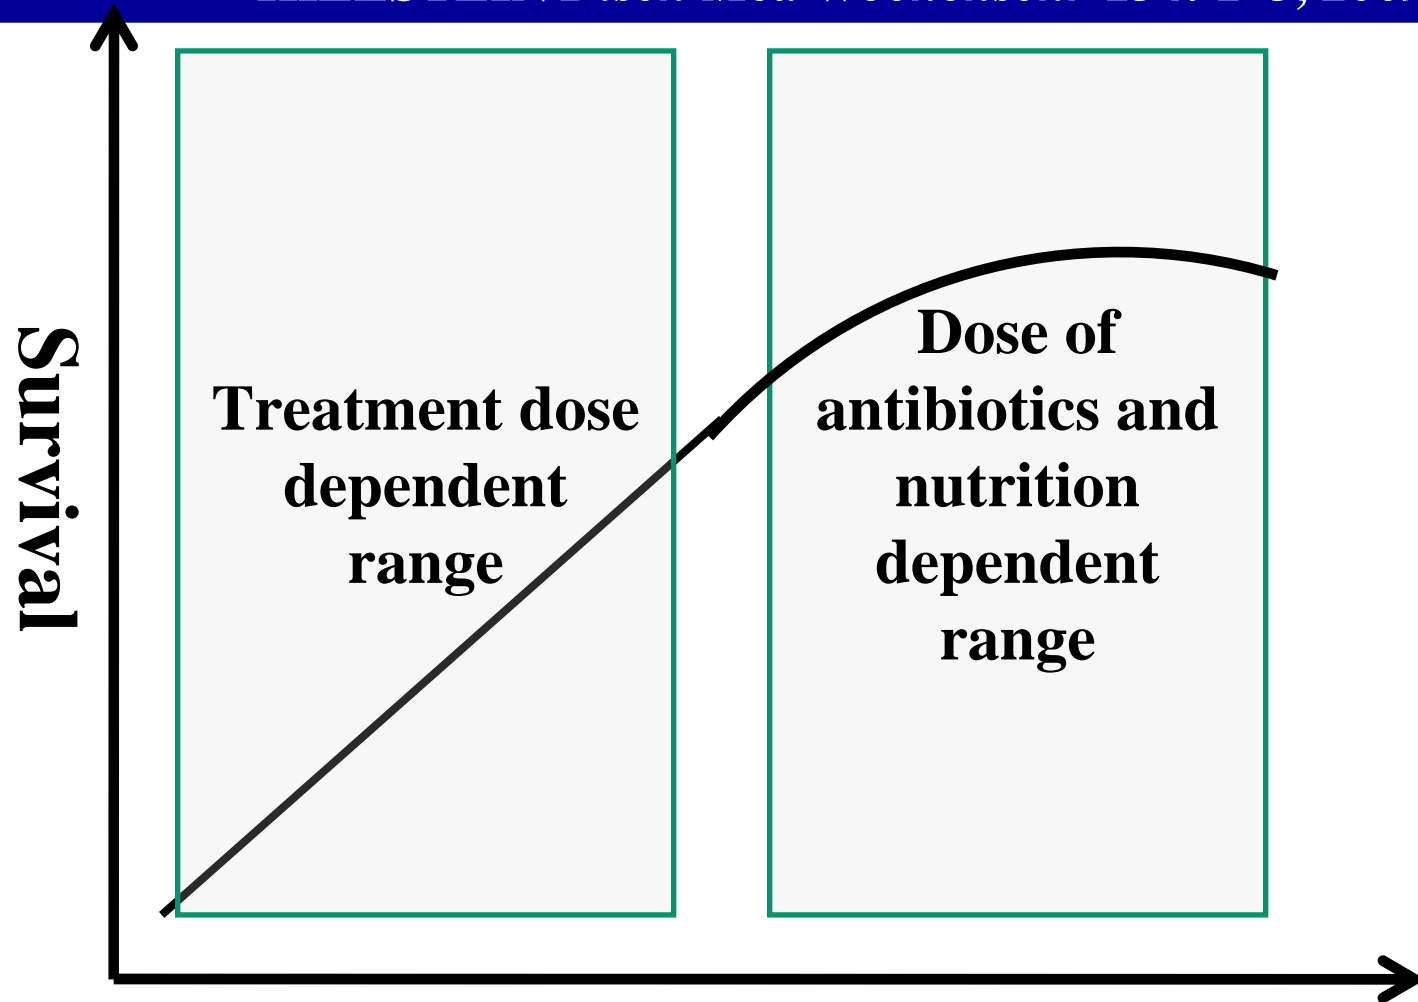 Survival
Treatment dose
dependent
range
Dose of
antibiotics and
nutrition
dependent
range